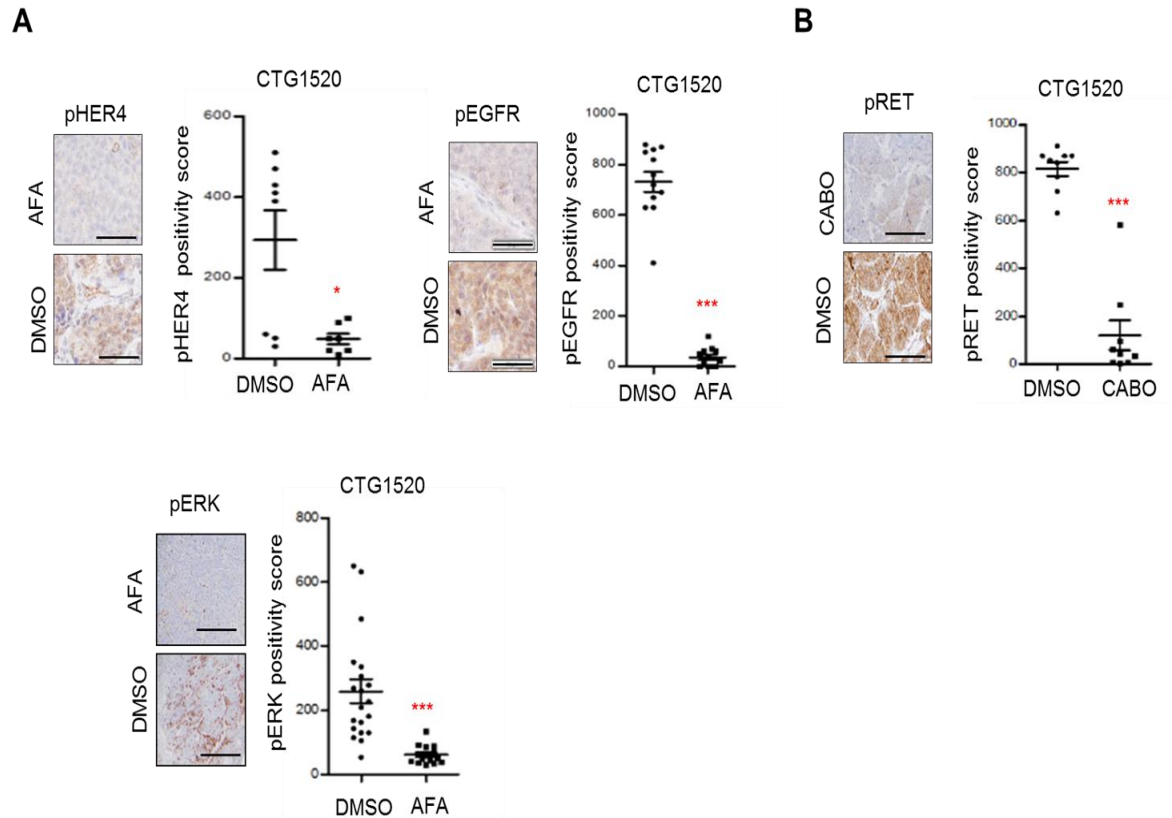 A
B
pHER4
AFA
DMSO
CTG1520
pHER4 positivity score
600
400
200
0
*
DMSO AFA
pEGFR
AFA
DMSO
CTG1520
pEGFR positivity score
1000
800
600
400
200
0
***
DMSO AFA
pRET
CABO
DMSO
CTG1520
pRET positivity score
1000
800
600
400
200
0
***
DMSO CABO
pERK
AFA
DMSO
CTG1520
pERK positivity score
800
600
400
200
0
***
DMSO AFA